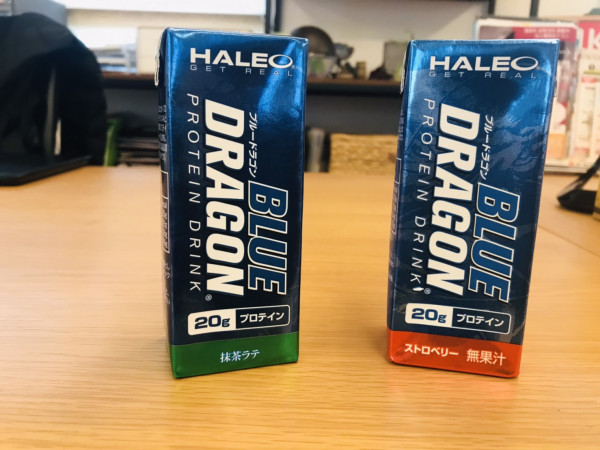 HALEO
GET REAL
ブルードラゴン
BLUE
DRAGON®
PROTEIN DRINK
20g プロテイン
抹茶ラテ
HALEO
GET REAL
ブルードラゴン
BLUE
DRAGON®
PROTEIN DRINK
20g プロテイン
ストロベリー 無果汁